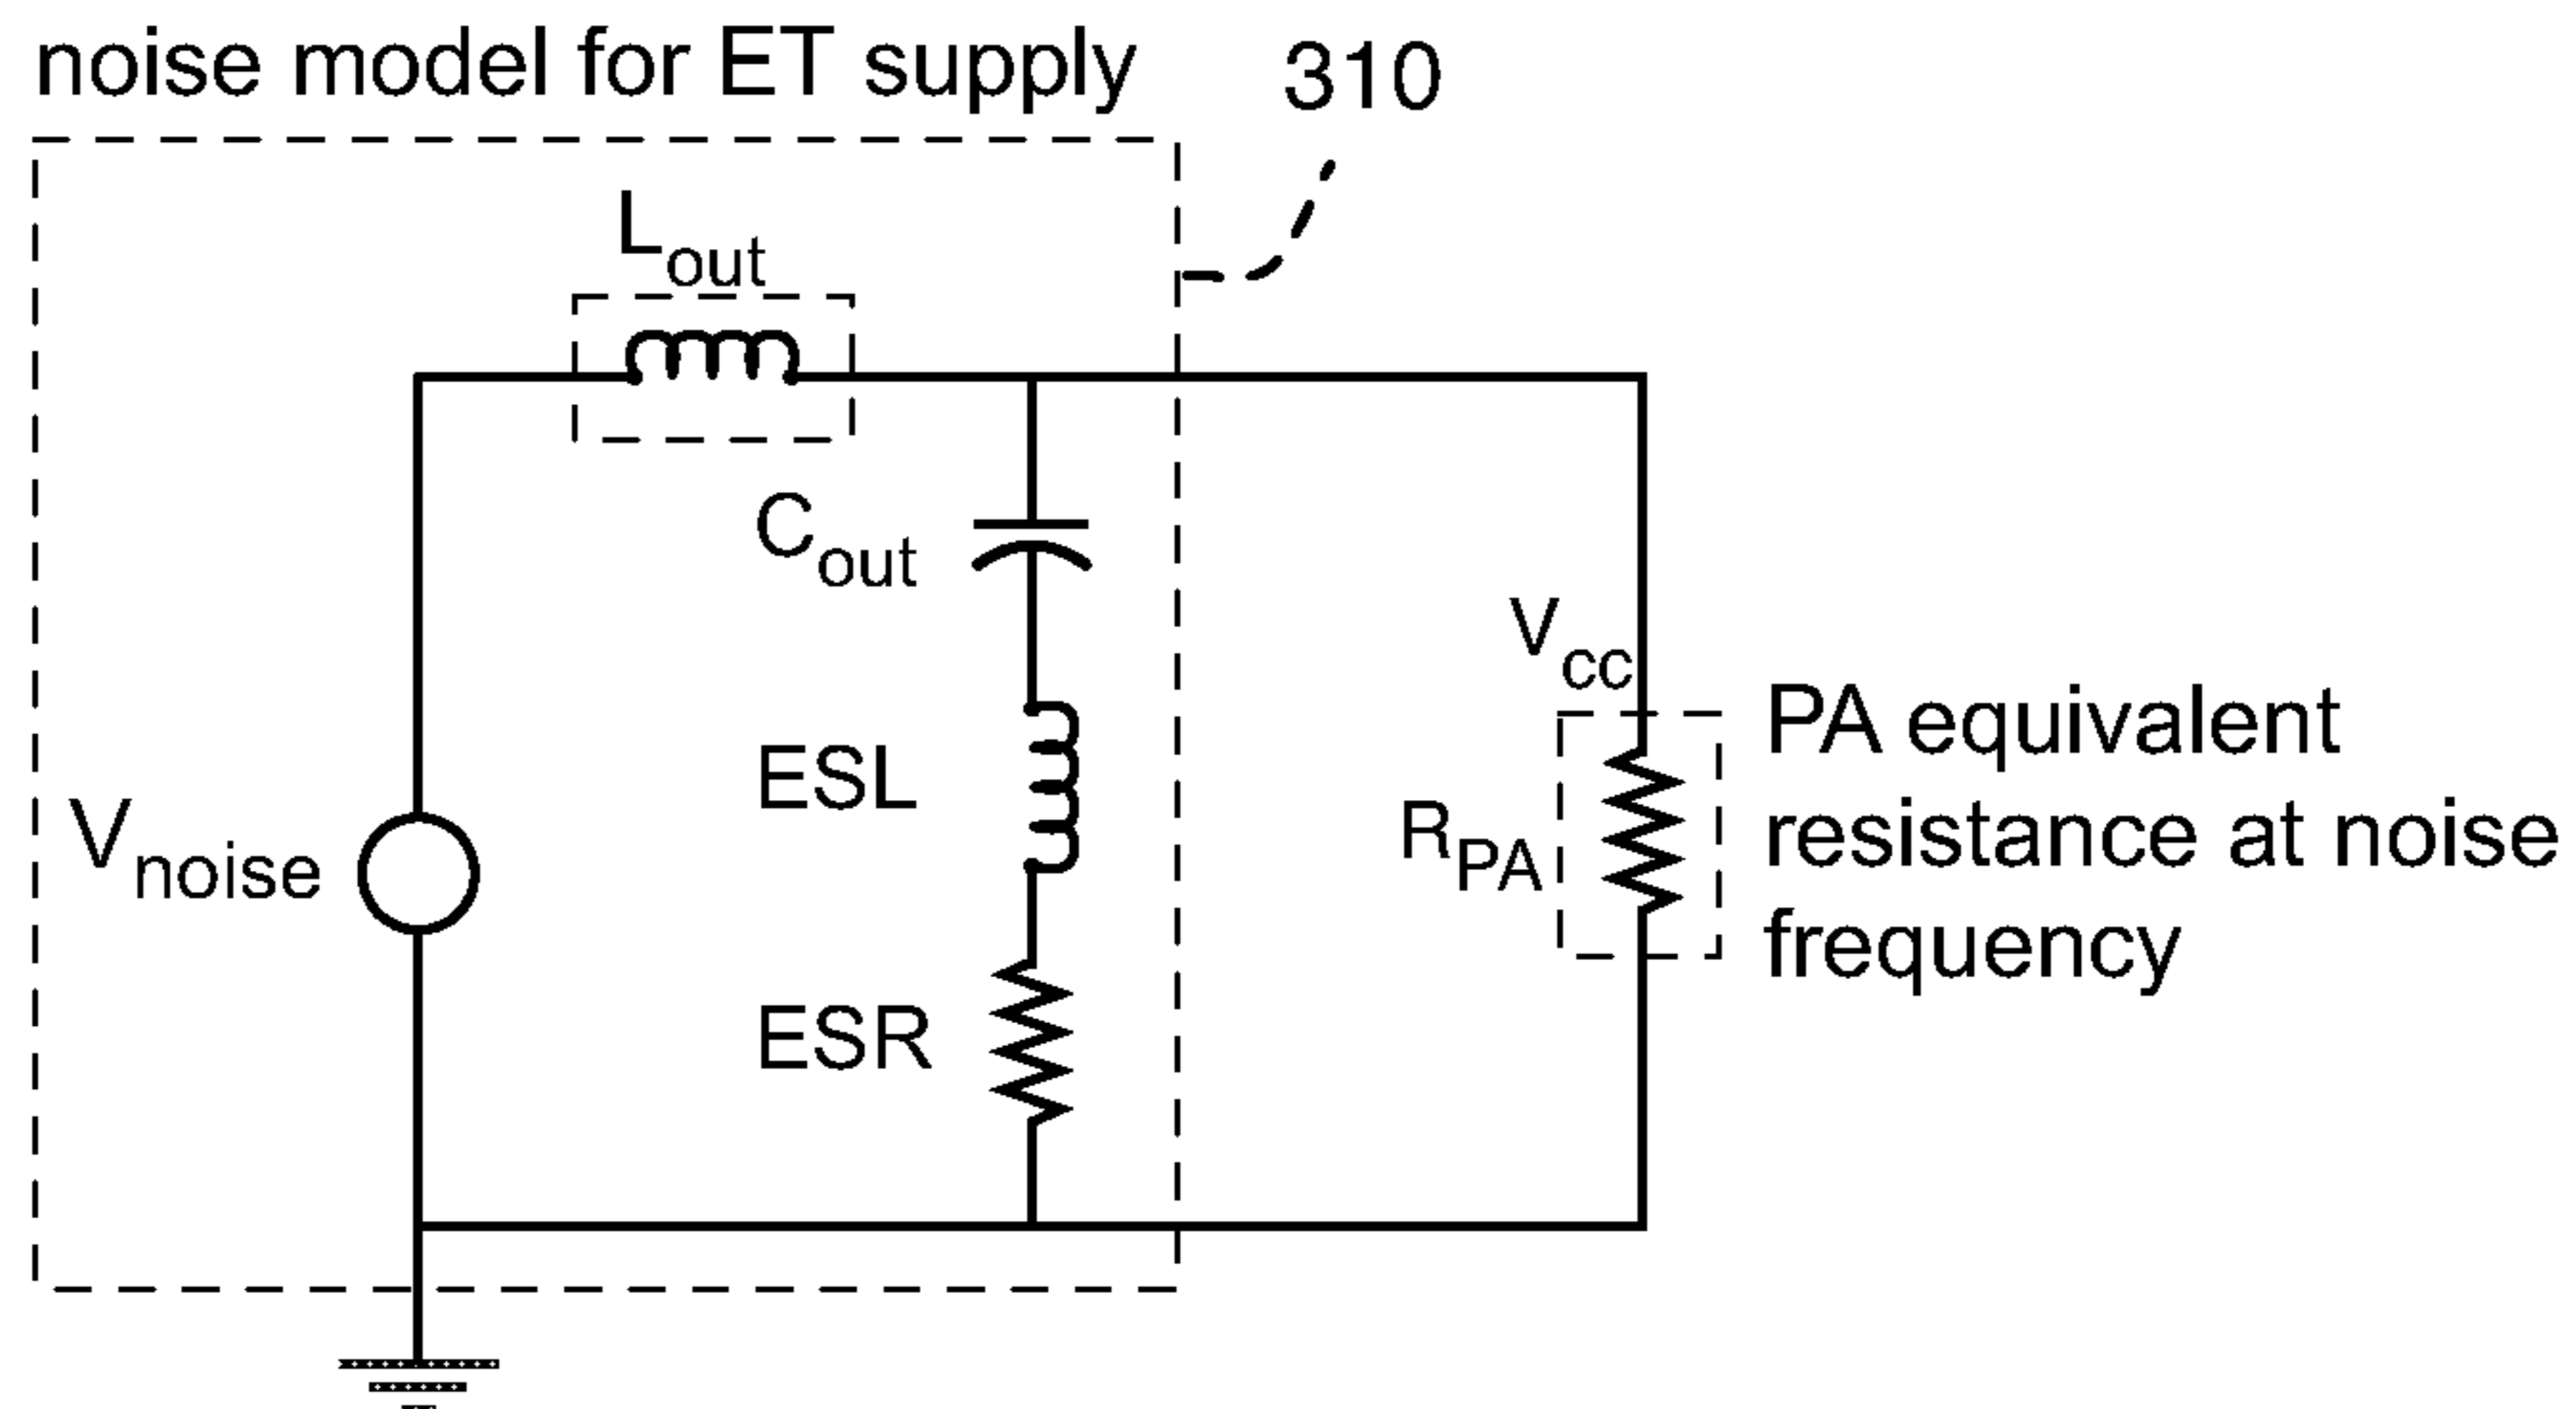 noise model for ET supply
310
Lout
Cout
Vcc
ESL
PA equivalent
Vnoise
RPA
resistance at noise
frequency
ESR